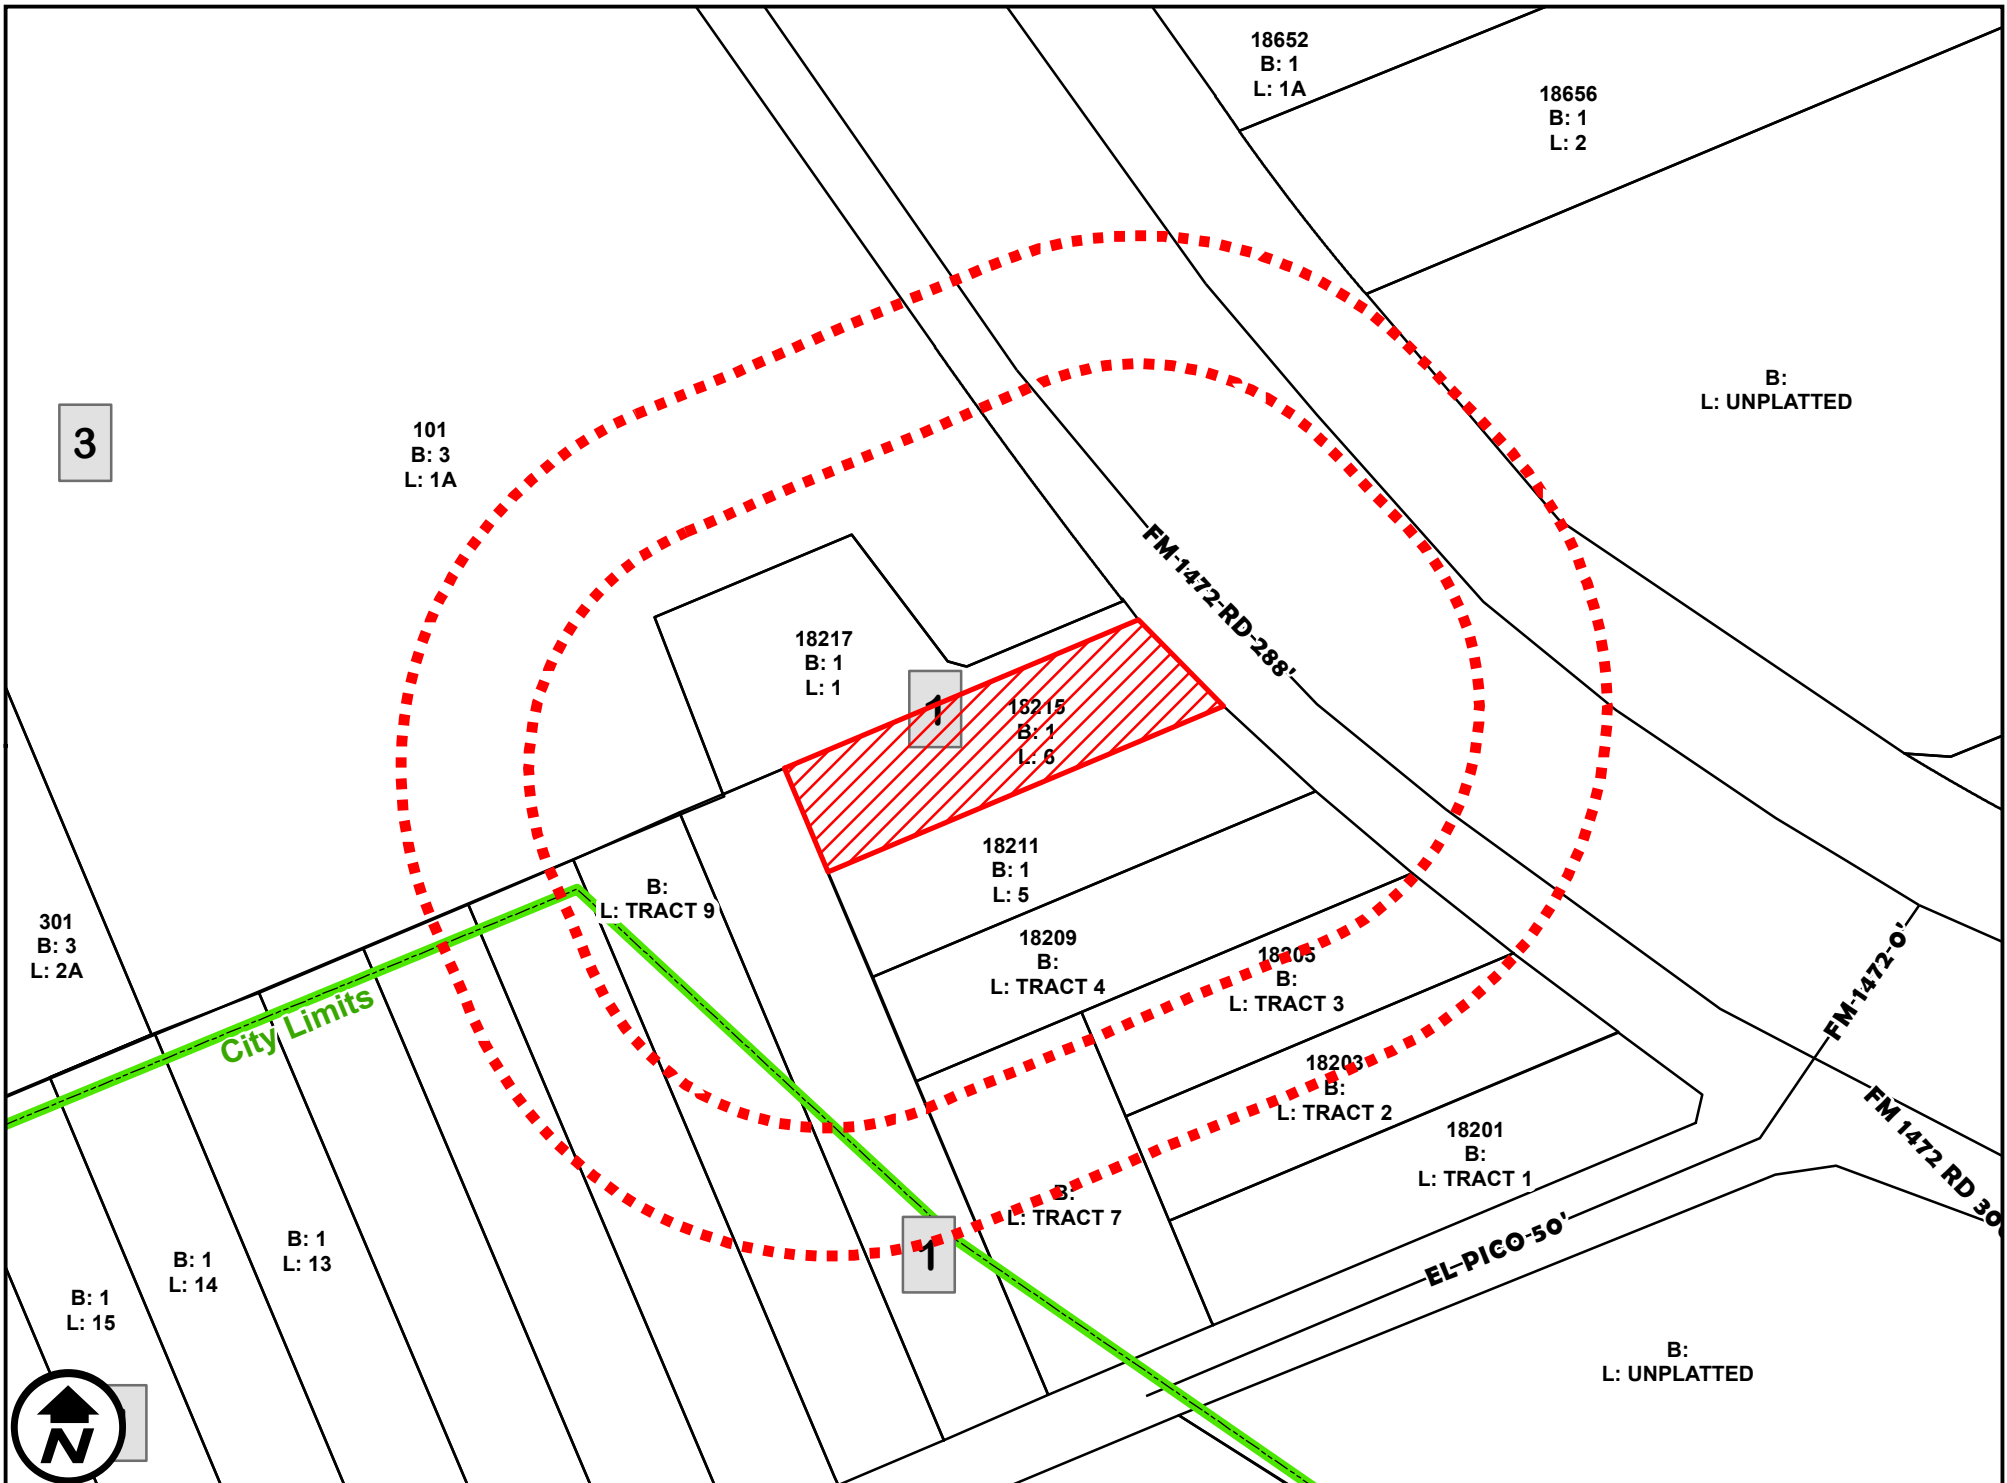 18652
B: 1
L: 1A
18656
B: 1
L: 2
B:
L: UNPLATTED
3
101
B: 3
L: 1A
FM 1472 RD 288'
18217
B: 1
L: 1
1
18215
B: 1
L: 6
18211
B: 1
L: 5
B:
L: TRACT 9
301
B: 3
L: 2A
18209
B:
L: TRACT 4
18205
B:
L: TRACT 3
FM 1472 0'
City Limits
18203
B:
L: TRACT 2
FM 1472 RD
18201
B:
L: TRACT 1
B:
L: TRACT 7
1
EL PICO 50'
B: 1
L: 13
B: 1
L: 14
B: 1
L: 15
B:
L: UNPLATTED
N